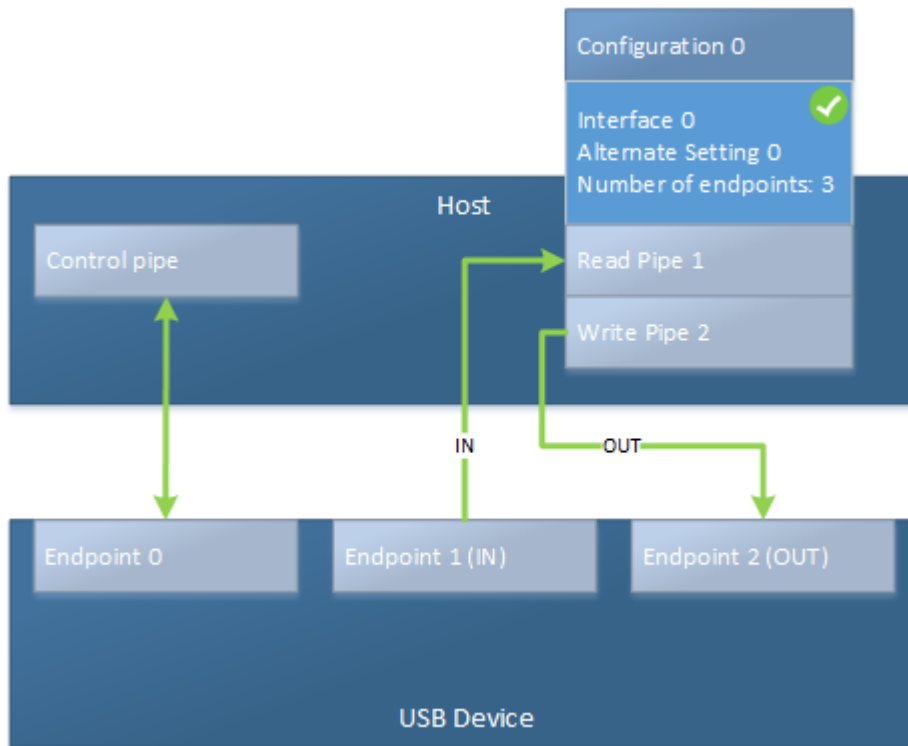 Configuration 0
Interface 0
Alternate Setting 0
Number of endpoints: 3
Host
Control pipe
Read Pipe 1
Write Pipe 2
IN
OUT
Endpoint 0
Endpoint 1 (IN)
Endpoint 2 (OUT)
USB Device